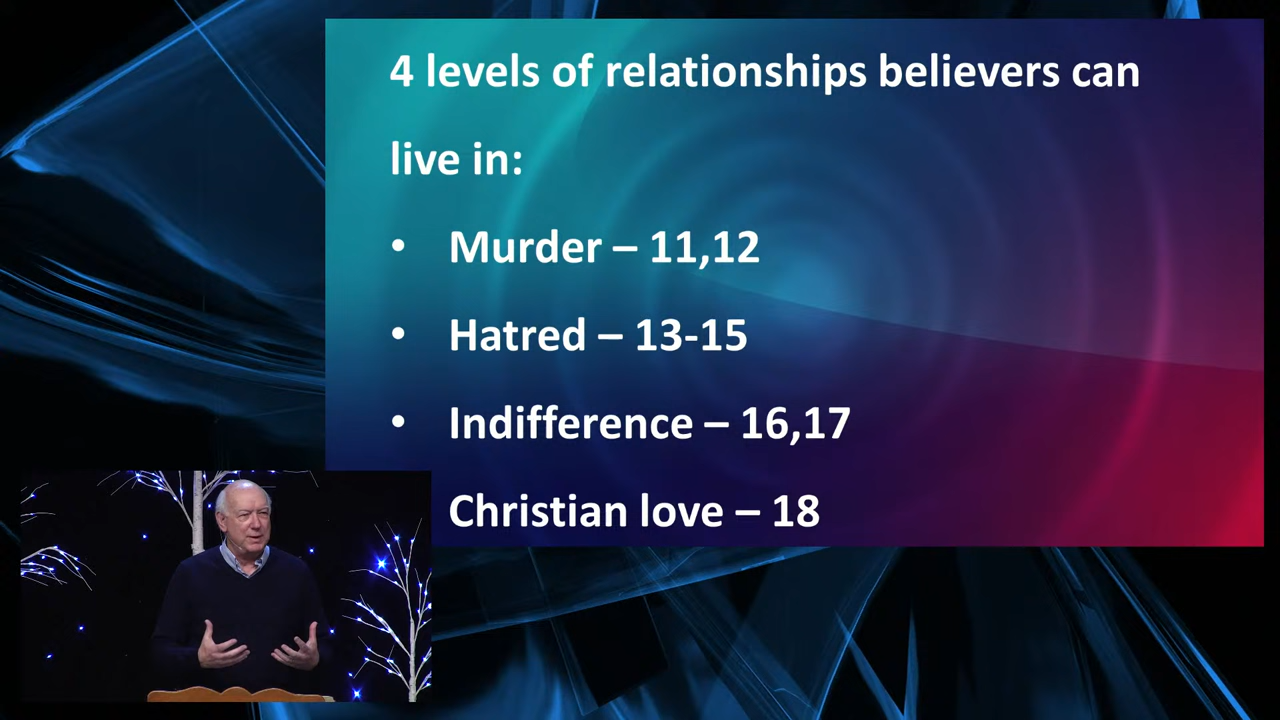 4 levels of relationships believers can
live in:
• Murder – 11,12
• Hatred – 13-15
• Indifference – 16,17
Christian love – 18